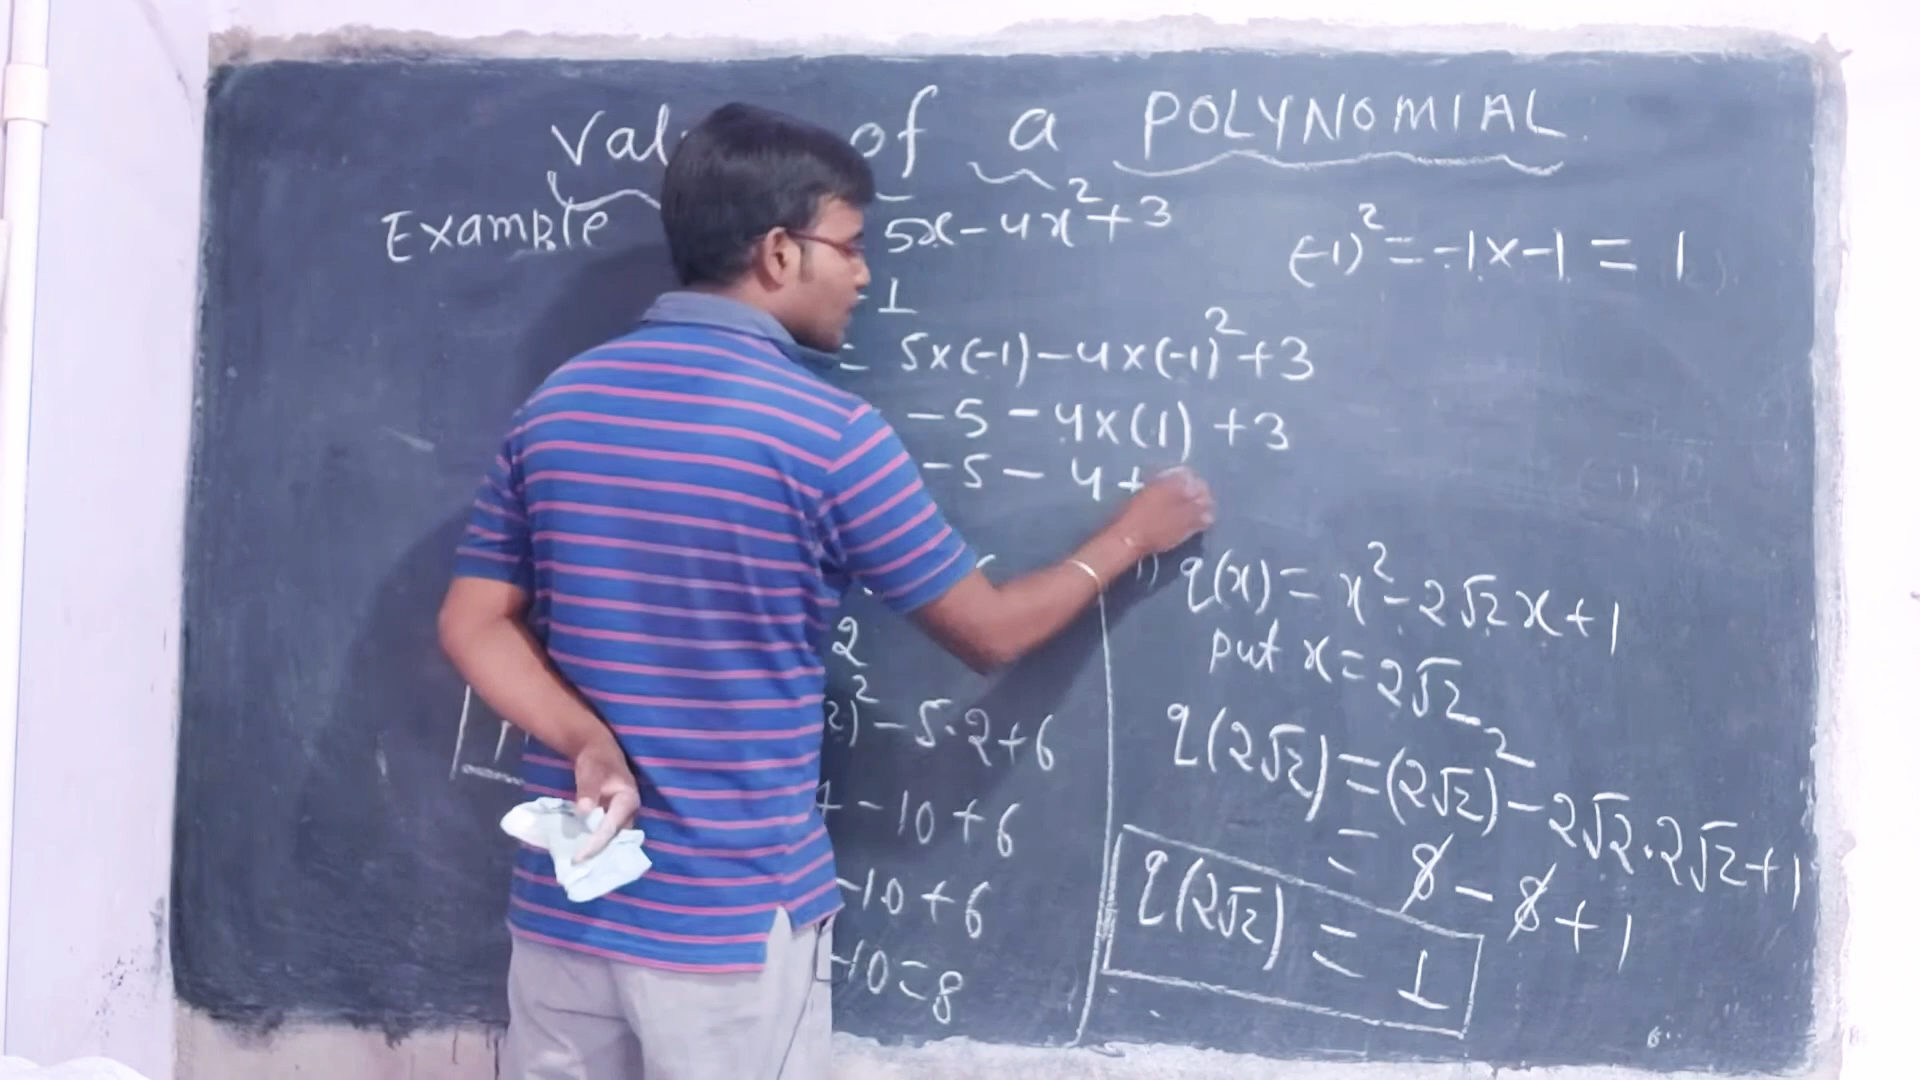 of a POLYNOMIAL
Example 5x-4x²+3
= 1
= 5x(-1)-4x(-1)²+3
-5-4x(1)+3
-5-4+
(-1)² = -1x-1 = 1
2
)²-5.2+6
-10+6
-10+6
-10=8
q(x) = x²-2√2x+1
put x=2√2
q(2√2) = (2√2)²-2√2.2√2+1
= 8-8+1
q(2√2) = 1